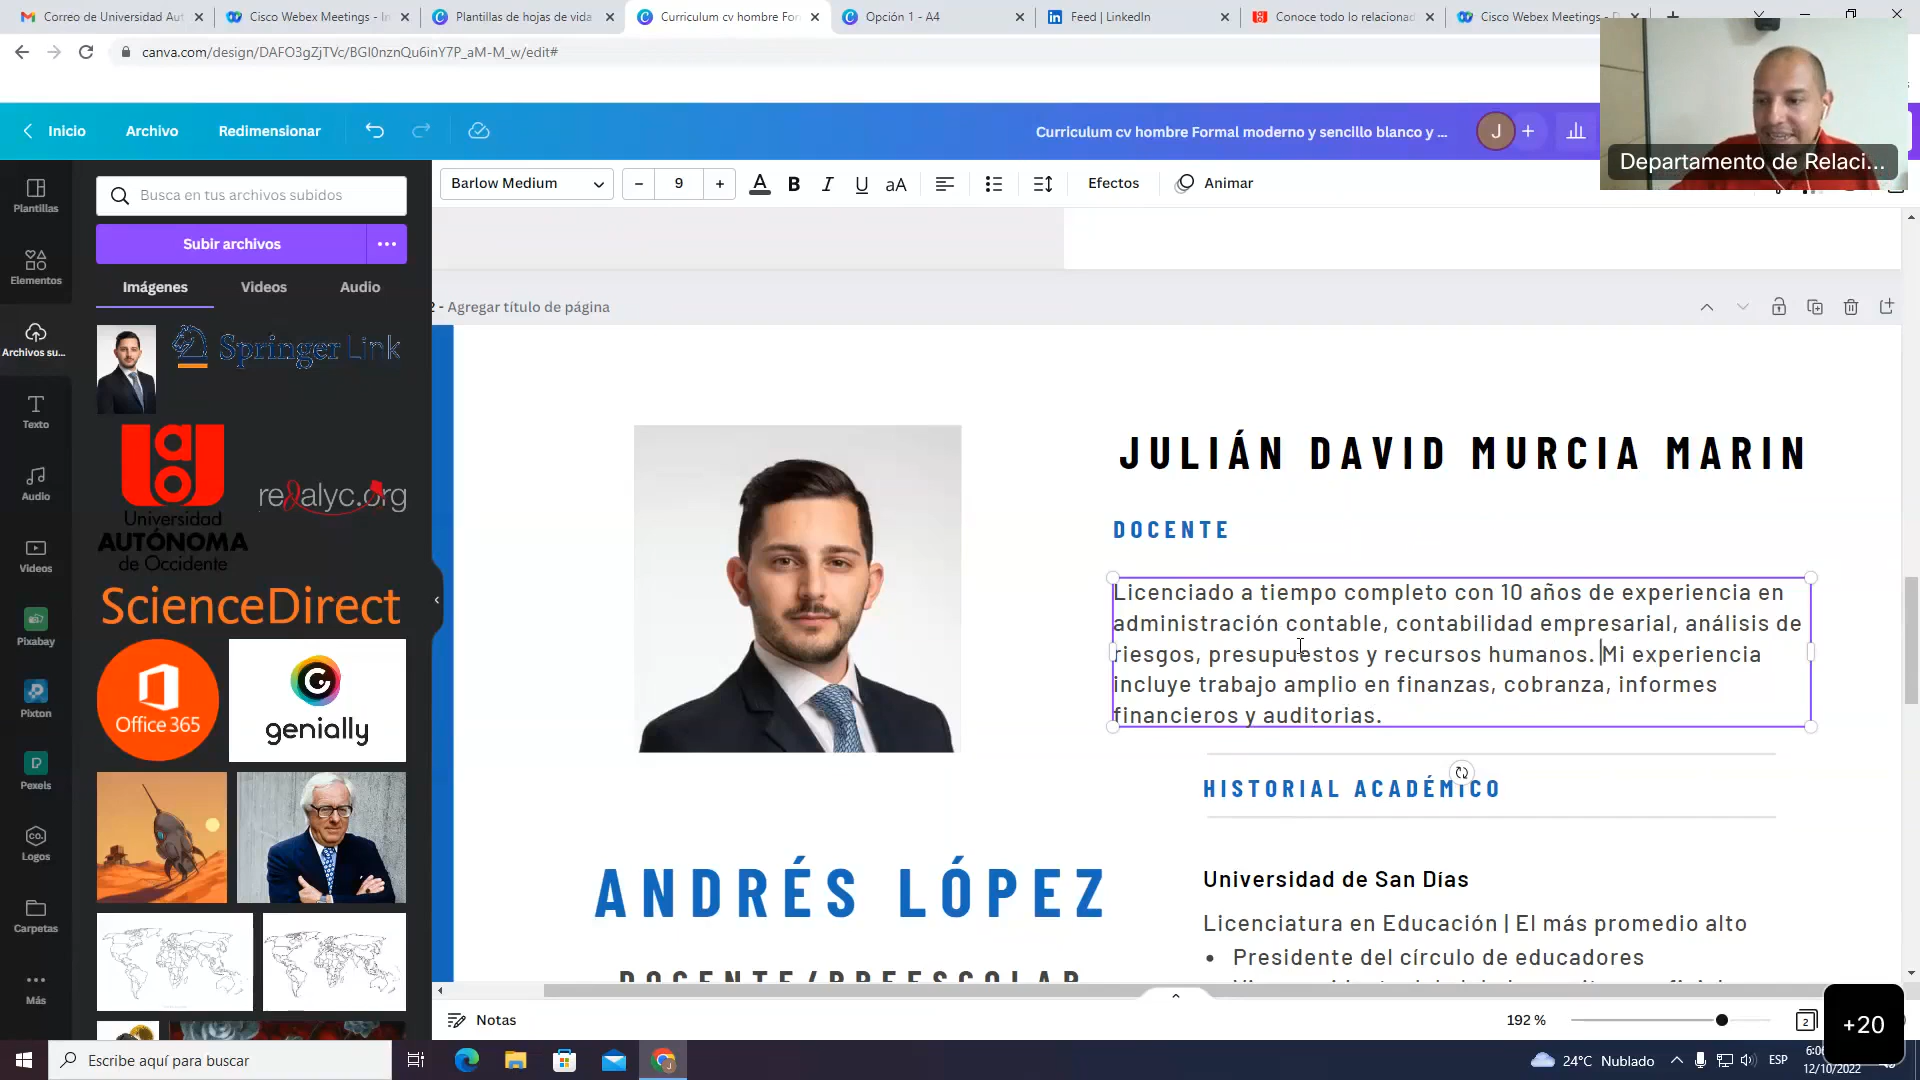 Correo de Universidad Aut
Cisco Webex Meetings - In
Plantillas de hojas de vida
Curriculum cv hombre For
Opción 1 - A4
Feed | LinkedIn
Conoce todo lo relacionad
Cisco Webex Meetings - D
canva.com/design/DAFO3gZjTVc/BGl0nznQu6inY7P_aM-M_w/edit#
Inicio
Archivo
Redimensionar
Curriculum cv hombre Formal moderno y sencillo blanco y ...
J
Departamento de Relaci...
Barlow Medium
9
A B I U aA
Efectos
Animar
Plantillas
Elementos
Archivos su...
Texto
Audio
Videos
Pixabay
Pixton
Pexels
Logos
Carpetas
Más
Busca en tus archivos subidos
Subir archivos
Imágenes
Videos
Audio
Springer Link
Universidad
AUTÓNOMA
de Occidente
redalyc.org
ScienceDirect
Office 365
genially
2 - Agregar título de página
JULIÁN DAVID MURCIA MARIN
DOCENTE
Licenciado a tiempo completo con 10 años de experiencia en
administración contable, contabilidad empresarial, análisis de
riesgos, presupuestos y recursos humanos. Mi experiencia
incluye trabajo amplio en finanzas, cobranza, informes
financieros y auditorias.
HISTORIAL ACADÉMICO
Universidad de San Días
Licenciatura en Educación | El más promedio alto
• Presidente del círculo de educadores
ANDRÉS LÓPEZ
DOCENTE/PREESCOLAR
Notas
192 %
2
+20
Escribe aquí para buscar
24°C Nublado
ESP
12/10/2022